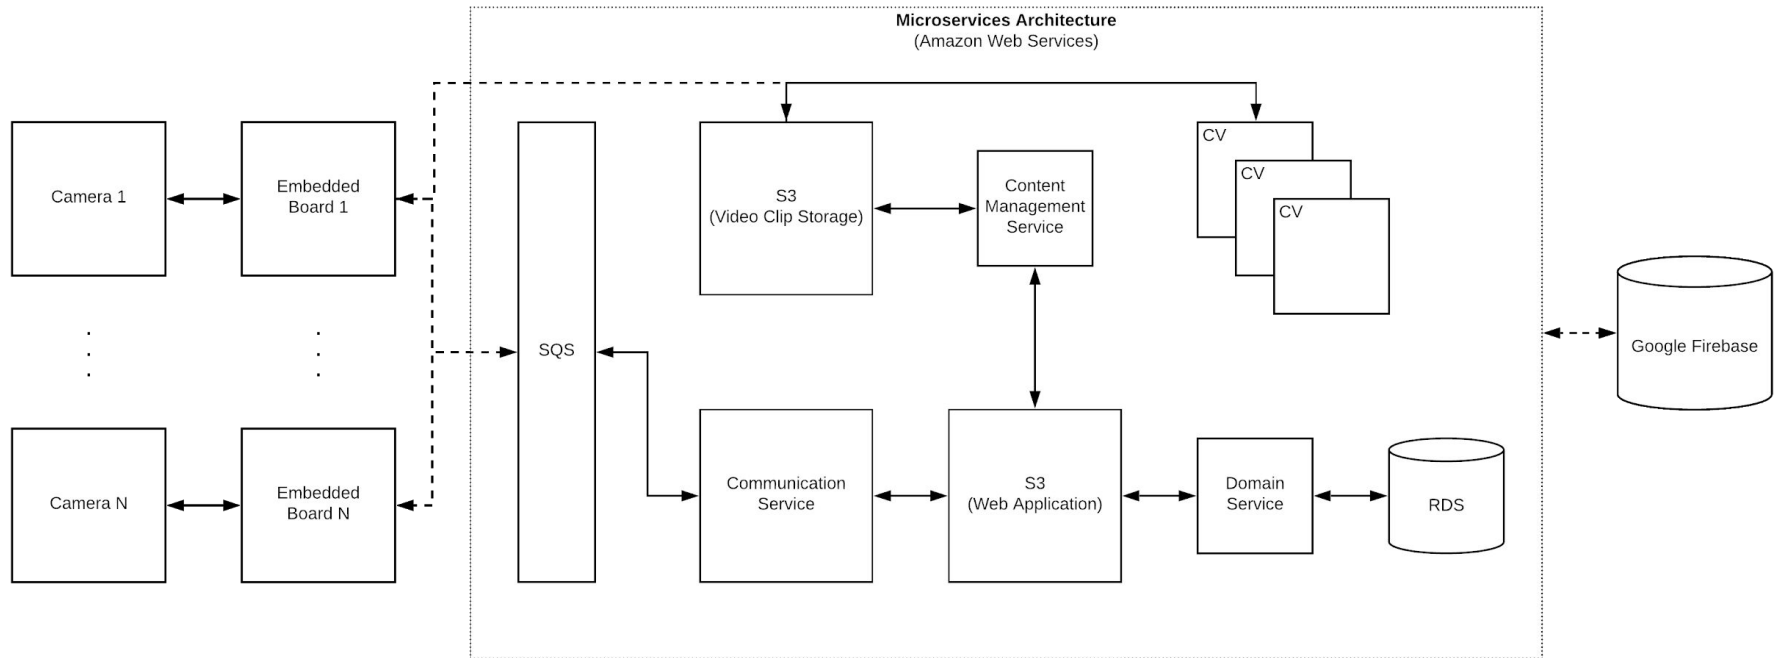 Microservices Architecture
(Amazon Web Services)
Camera 1
Embedded
Board 1
S3
(Video Clip Storage)
Content
Management
Service
CV
CV
CV
SQS
Google Firebase
Camera N
Embedded
Board N
Communication
Service
S3
(Web Application)
Domain
Service
RDS